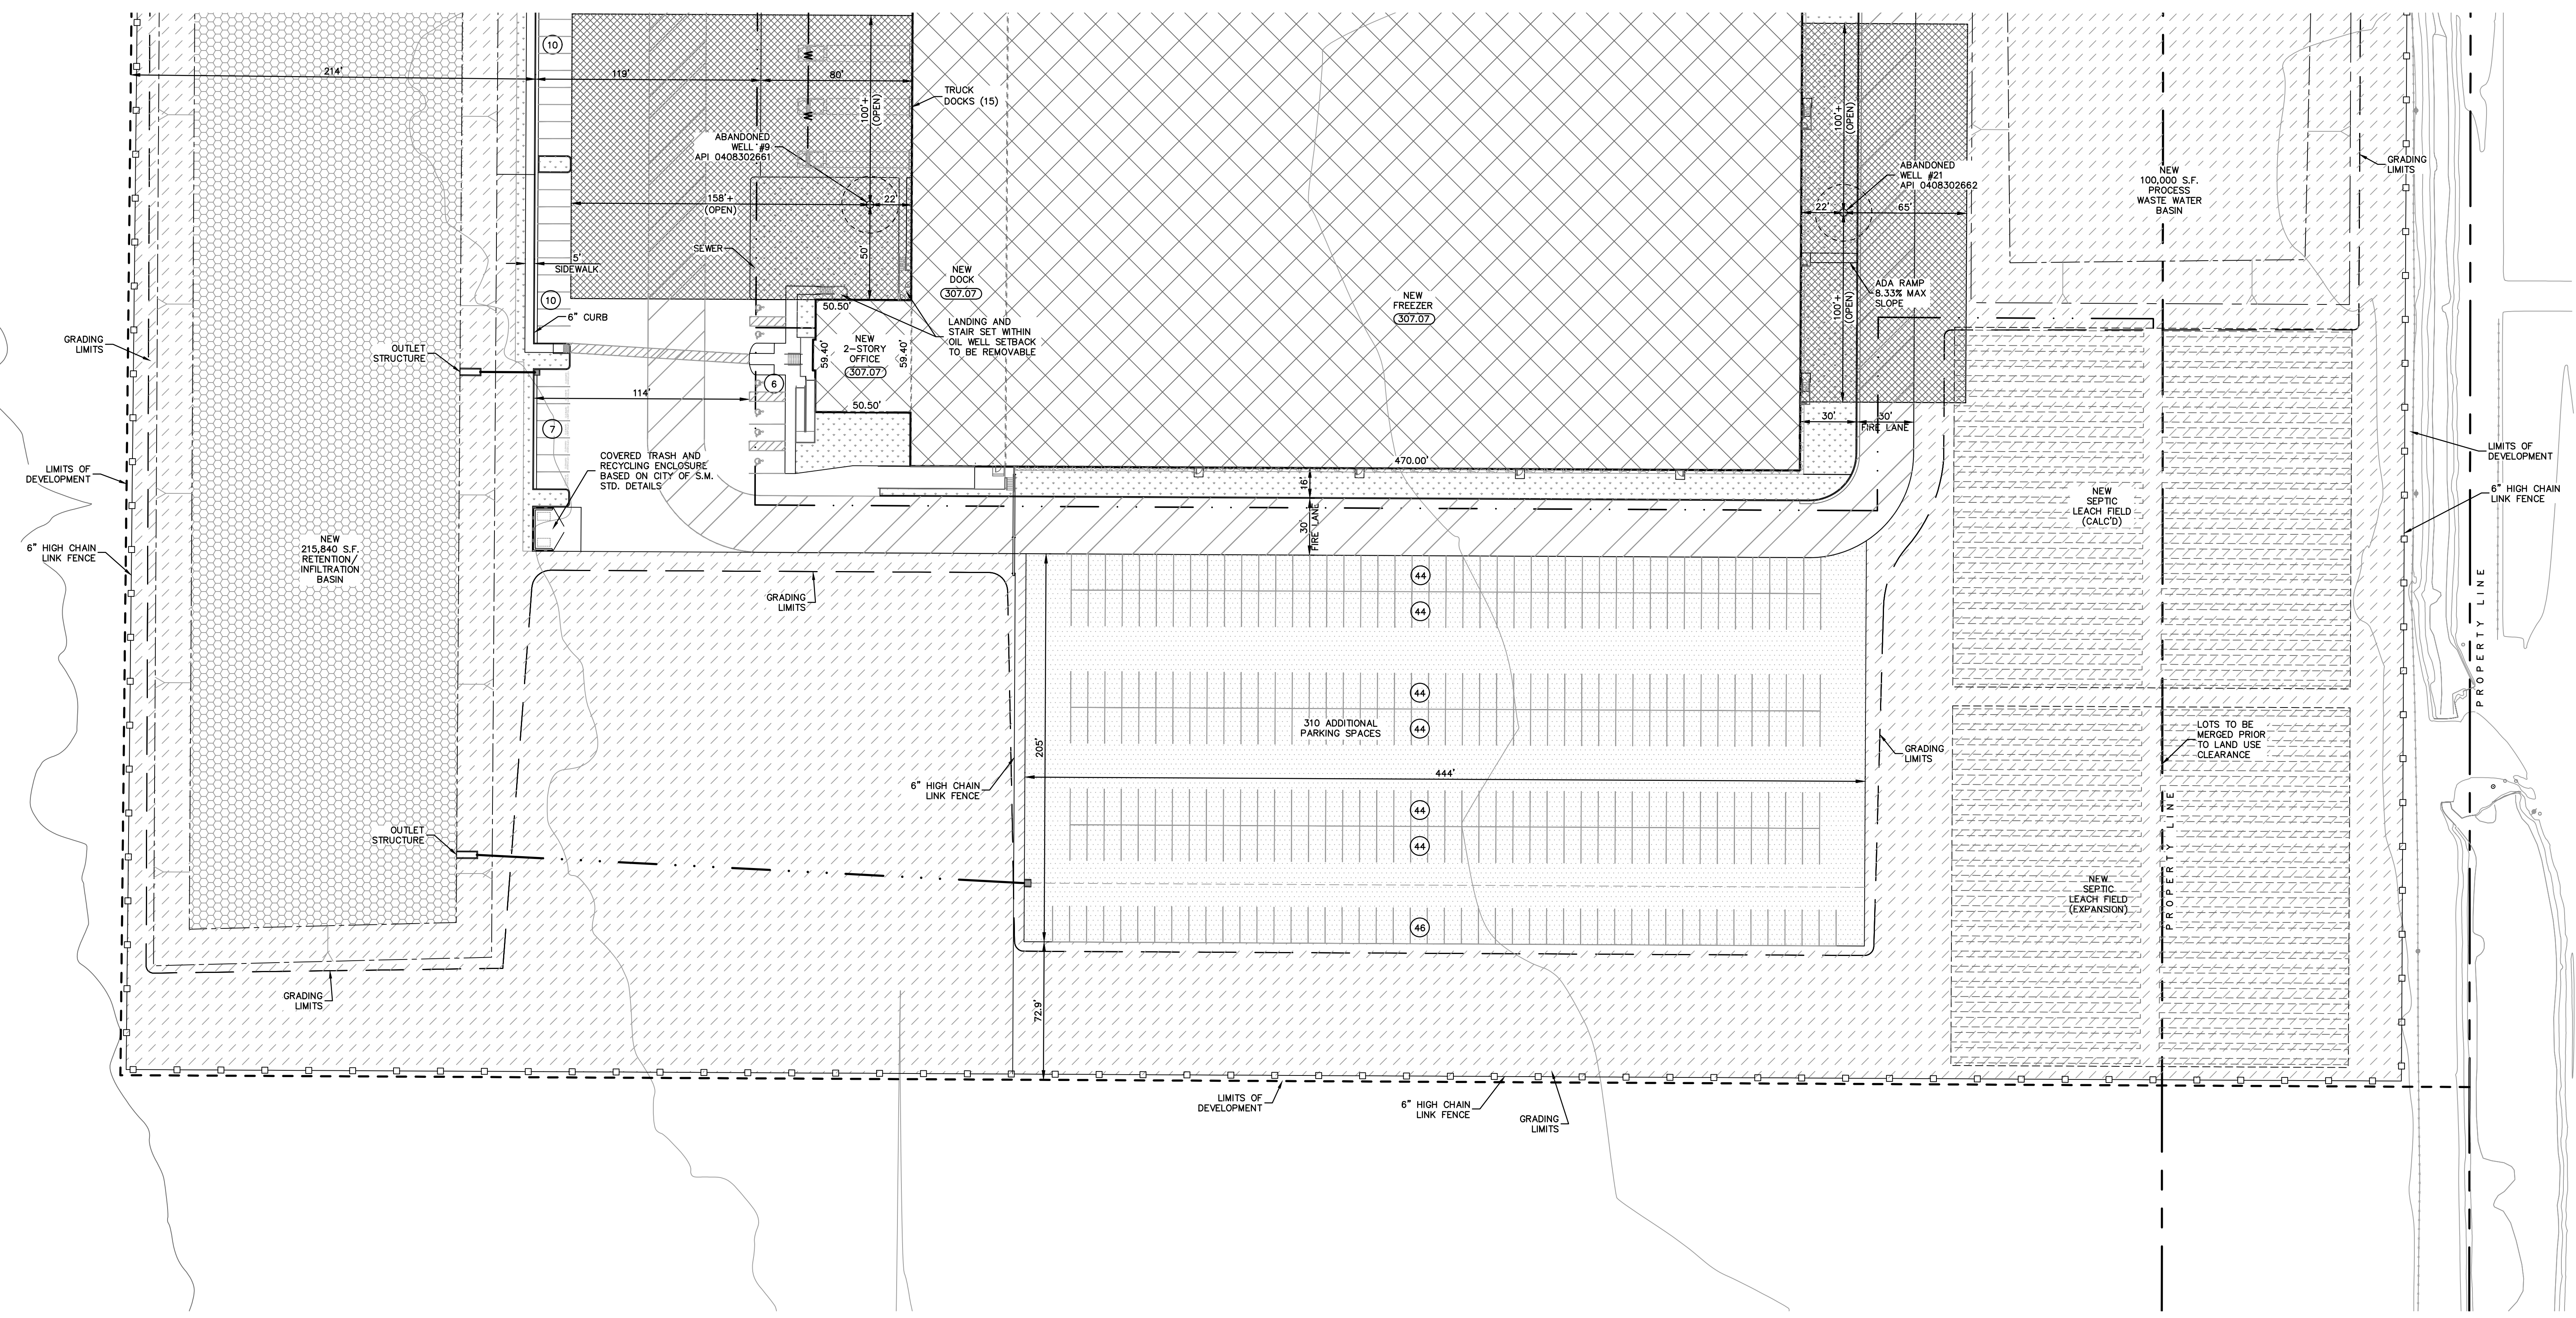 10
214'
119'
80'
W
W
100'+
(OPEN)
TRUCK
DOCKS (15)
ABANDONED
WELL #9
API 0408302661
158'+
(OPEN)
22'
50'
SEWER
5'
SIDEWALK
10
6" CURB
NEW
DOCK
307.07
50.50'
LANDING AND
STAIR SET WITHIN
OIL WELL SETBACK
TO BE REMOVABLE
NEW
2-STORY
OFFICE
307.07
59.40'
59.40'
50.50'
NEW
FREEZER
307.07
100'+
(OPEN)
ABANDONED
WELL #21
API 0408302662
22'
65'
ADA RAMP
8.33% MAX
SLOPE
100'+
(OPEN)
30'
30'
FIRE LANE
NEW
100,000 S.F.
PROCESS
WASTE WATER
BASIN
GRADING
LIMITS
GRADING
LIMITS
OUTLET
STRUCTURE
6
114'
7
LIMITS OF
DEVELOPMENT
COVERED TRASH AND
RECYCLING ENCLOSURE
BASED ON CITY OF S.M.
STD. DETAILS
470.00'
16'
30'
FIRE LANE
LIMITS OF
DEVELOPMENT
6" HIGH CHAIN
LINK FENCE
NEW
SEPTIC
LEACH FIELD
(CALC'D)
6" HIGH CHAIN
LINK FENCE
NEW
215,840 S.F.
RETENTION/
INFILTRATION
BASIN
GRADING
LIMITS
44
44
44
44
310 ADDITIONAL
PARKING SPACES
205'
444'
6" HIGH CHAIN
LINK FENCE
44
44
46
GRADING
LIMITS
LOTS TO BE
MERGED PRIOR
TO LAND USE
CLEARANCE
PROPERTY LINE
PROPERTY LINE
OUTLET
STRUCTURE
NEW
SEPTIC
LEACH FIELD
(EXPANSION)
GRADING
LIMITS
72.9'
LIMITS OF
DEVELOPMENT
6" HIGH CHAIN
LINK FENCE
GRADING
LIMITS